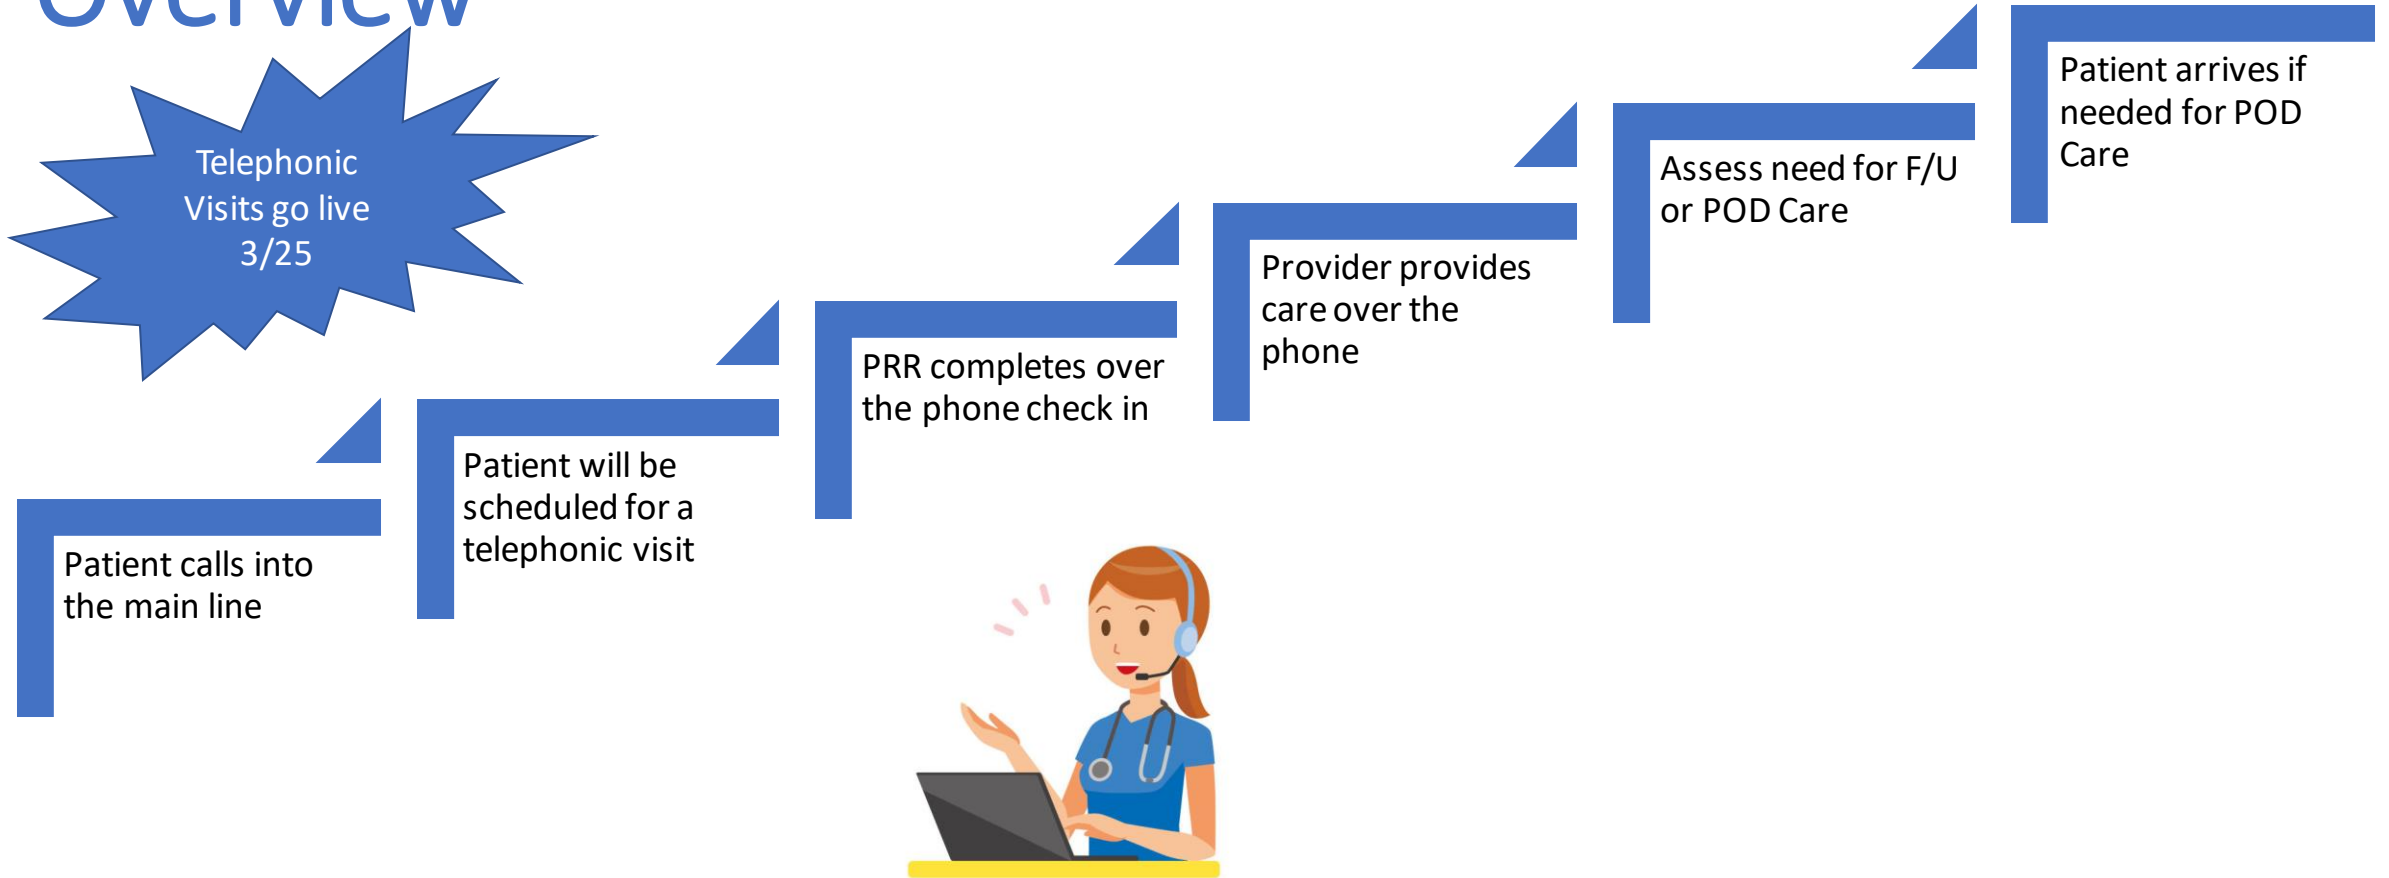 Overview
Telephonic
Visits go live
3/25
Patient calls into
the main line
Patient will be
scheduled for a
telephonic visit
PRR completes over
the phone check in
Provider provides
care over the
phone
Assess need for F/U
or POD Care
Patient arrives if
needed for POD
Care